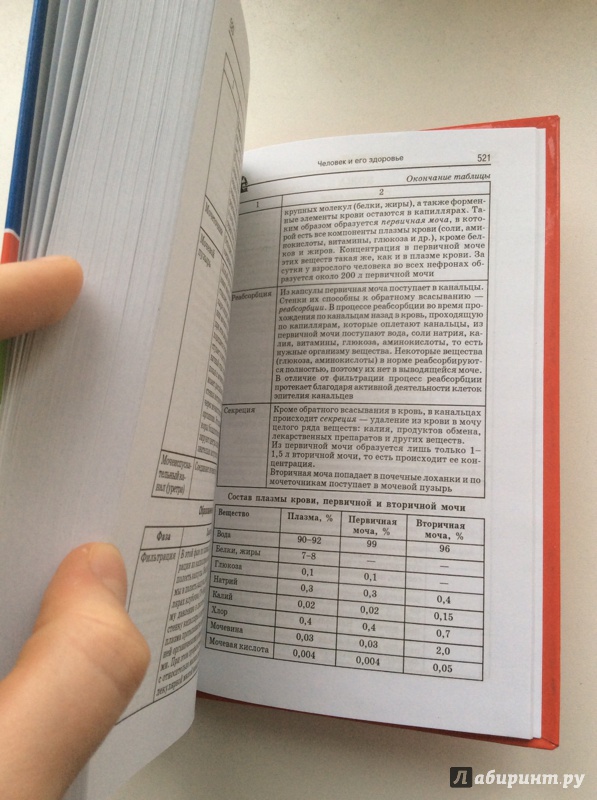 Мочеиспуска-
тельный ка-
нал (уретра)
Фаза
Фильтрация
Человек и его здоровье 521
Окончание таблицы
1 2
крупных молекул (белки, жиры), а также формен-
ные элементы крови остаются в капиллярах. Та-
ким образом образуется первичная моча, в кото-
рой есть все компоненты плазмы крови (соли, ами-
нокислоты, витамины, глюкоза и др.), кроме бел-
ков и жиров. Концентрация в первичной моче
этих веществ такая же, как и в плазме крови. За
сутки у взрослого человека во всех нефронах об-
разуется около 200 л первичной мочи
Реабсорбция Из капсулы первичная моча поступает в канальцы.
Стенки их способны к обратному всасыванию —
реабсорбции. В процессе реабсорбции во время про-
хождения по канальцам назад в кровь, проходящую
по капиллярам, которые оплетают канальцы, из
первичной мочи поступают вода, соли натрия, ка-
лия, витамины, глюкоза, аминокислоты, то есть
нужные организму вещества. Некоторые вещества
(глюкоза, аминокислоты) в норме реабсорбируют-
ся полностью, поэтому их нет в выводящейся моче.
В отличие от фильтрации процесс реабсорбции
протекает благодаря активной деятельности клеток
эпителия канальцев
Секреция Кроме обратного всасывания в кровь, в канальцах
происходит секреция — удаление из крови в мочу
целого ряда веществ: калия, продуктов обмена,
лекарственных препаратов и других веществ.
Из первичной мочи образуется лишь только 1–
1,5 л вторичной мочи, то есть происходит ее кон-
центрация.
Вторичная моча попадает в почечные лоханки и по
мочеточникам поступает в мочевой пузырь
Состав плазмы крови, первичной и вторичной мочи
Вещество Плазма, % Первичная моча, % Вторичная моча, %
Вода 90–92 99 96
Белки, жиры 7–8 — —
Глюкоза 0,1 0,1 —
Натрий 0,3 0,3 0,4
Калий 0,02 0,02 0,15
Хлор 0,4 0,4 0,7
Мочевина 0,03 0,03 2,0
Мочевая кислота 0,004 0,004 0,05
Лабиринт.ру